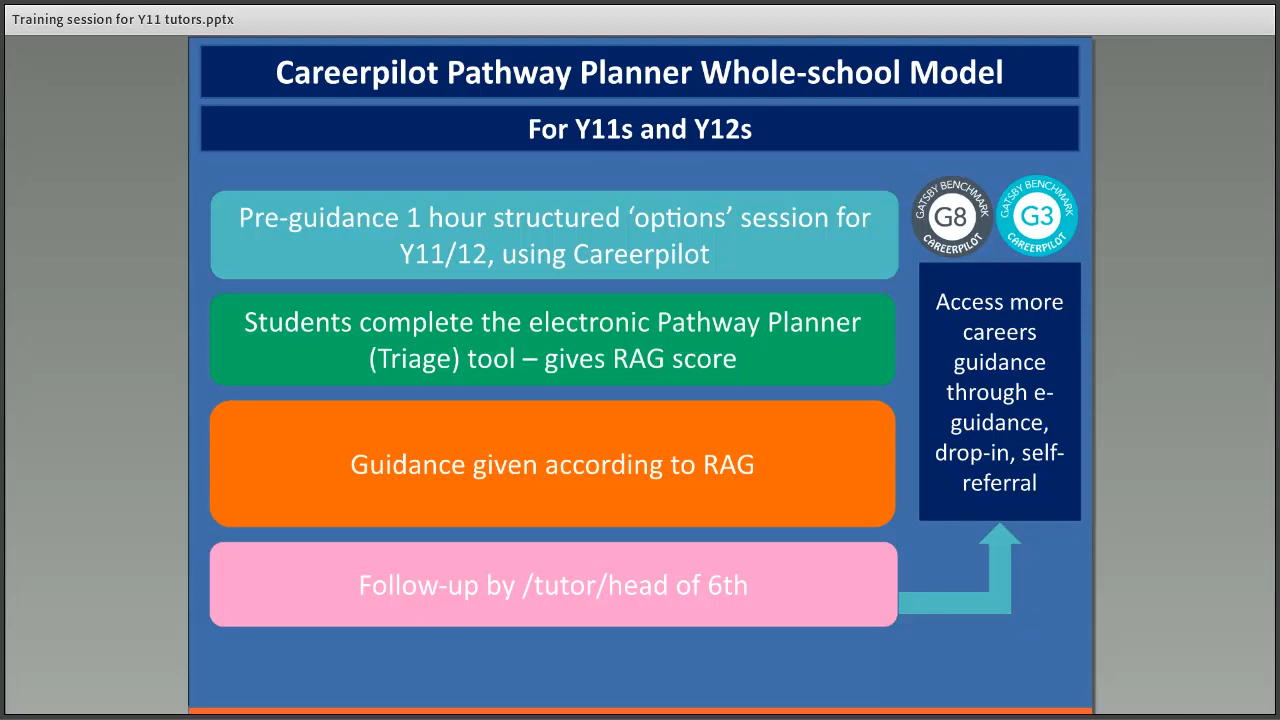 Training session for Y11 tutors.pptx
Careerpilot Pathway Planner Whole-school Model
For Y11s and Y12s
Pre-guidance 1 hour structured ‘options’ session for
Y11/12, using Careerpilot
GATSBY BENCHMARK
G8
CAREERPILOT
GATSBY BENCHMARK
G3
CAREERPILOT
Students complete the electronic Pathway Planner
(Triage) tool – gives RAG score
Access more
careers
guidance
through e-
guidance,
drop-in, self-
referral
Guidance given according to RAG
Follow-up by /tutor/head of 6th